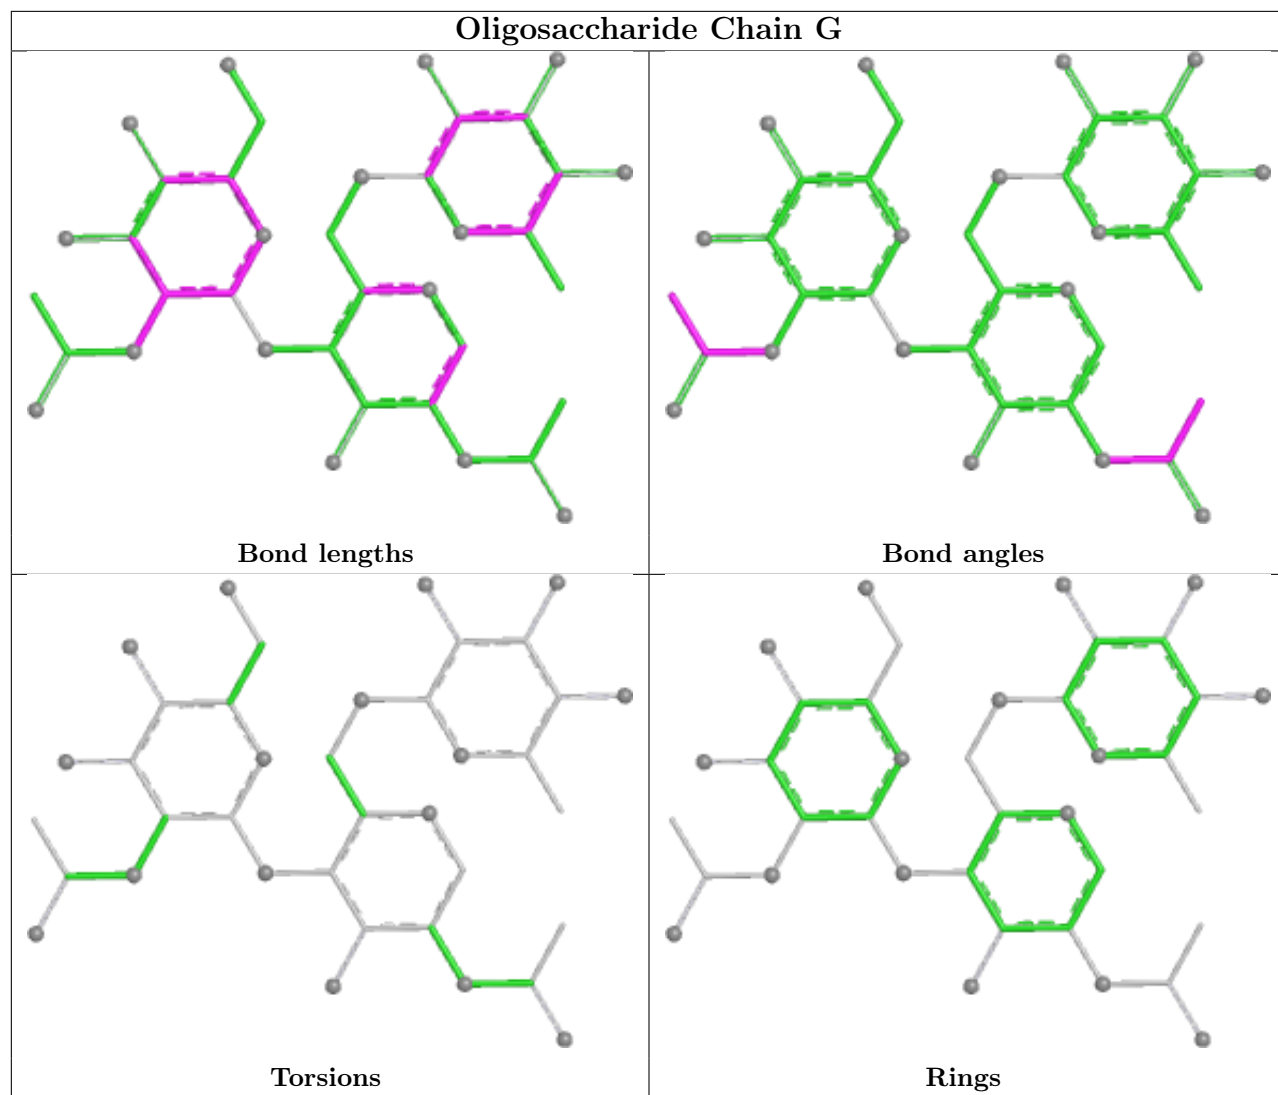 Oligosaccharide Chain G
Bond lengths
Bond angles
Torsions
Rings